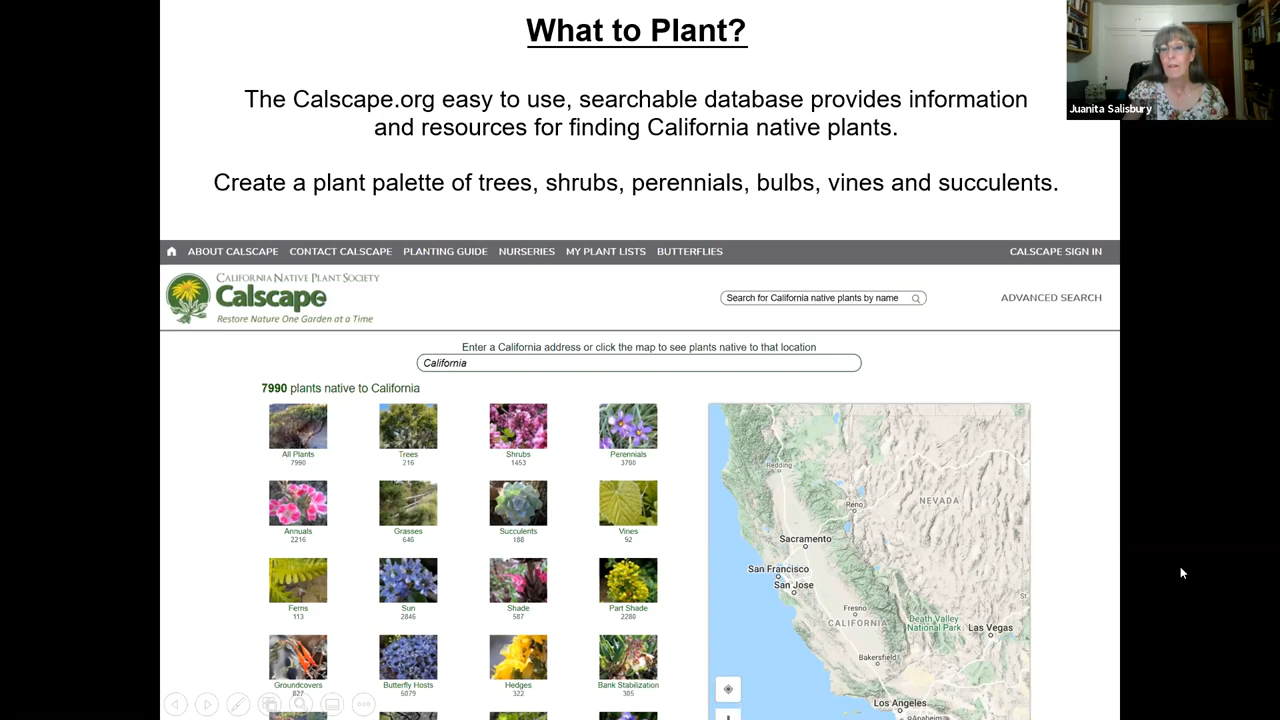 What to Plant?
The Calscape.org easy to use, searchable database provides information
and resources for finding California native plants.
Create a plant palette of trees, shrubs, perennials, bulbs, vines and succulents.
Juanita Salisbury
ABOUT CALSCAPE CONTACT CALSCAPE PLANTING GUIDE NURSERIES MY PLANT LISTS BUTTERFLIES CALSCAPE SIGN IN
CALIFORNIA NATIVE PLANT SOCIETY
Calscape
Restore Nature One Garden at a Time
Search for California native plants by name
ADVANCED SEARCH
Enter a California address or click the map to see plants native to that location
California
7990 plants native to California
All Plants Trees Shrubs Perennials
7990 216 1453 3700
Annuals Grasses Succulents Vines
2216 646 188 92
Ferns Sun Shade Part Shade
113 2846 587 2280
Groundcovers Butterfly Hosts Hedges Bank Stabilization
827 5079 322 305
Redding
Reno
NEVADA
Sacramento
San Francisco
San Jose
St.
Fresno
CALIFORNIA
Death Valley
National Park
Las Vegas
Bakersfield
Los Angeles
Anaheim